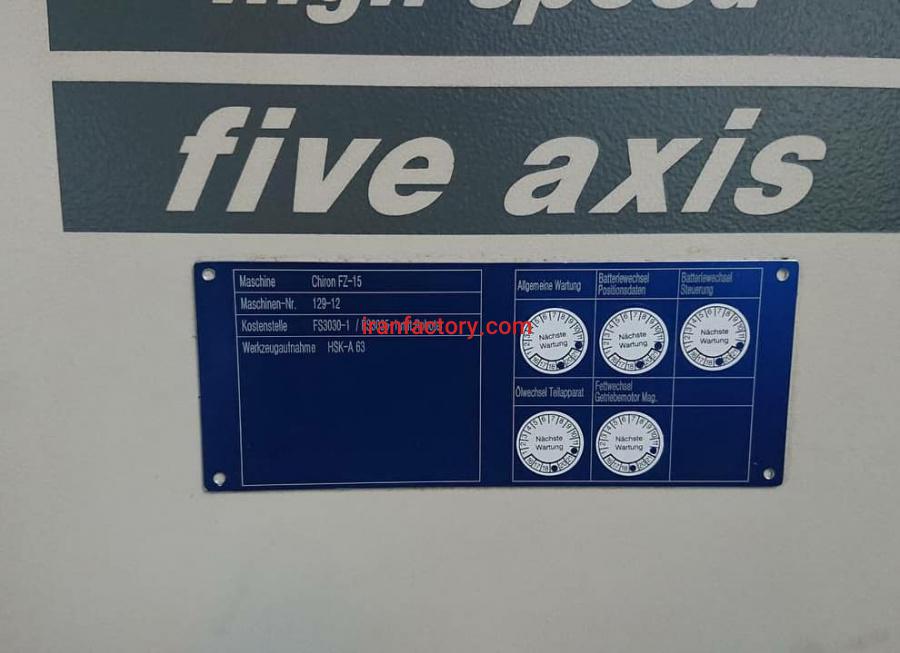 high speed
five axis
Maschine Chiron FZ-15
Maschinen-Nr. 129-12
Kostenstelle FS3030-1 /
iranfactory.com
Werkzeugaufnahme HSK-A 63
Allgemeine Wartung
Batteriewechsel Positionsdaten
Batteriewechsel Steuerung
Nächste Wartung
Nächste Wartung
Nächste Wartung
Ölwechsel Teilapparat
Fettwechsel Getriebemotor Mag.
Nächste Wartung
Nächste Wartung